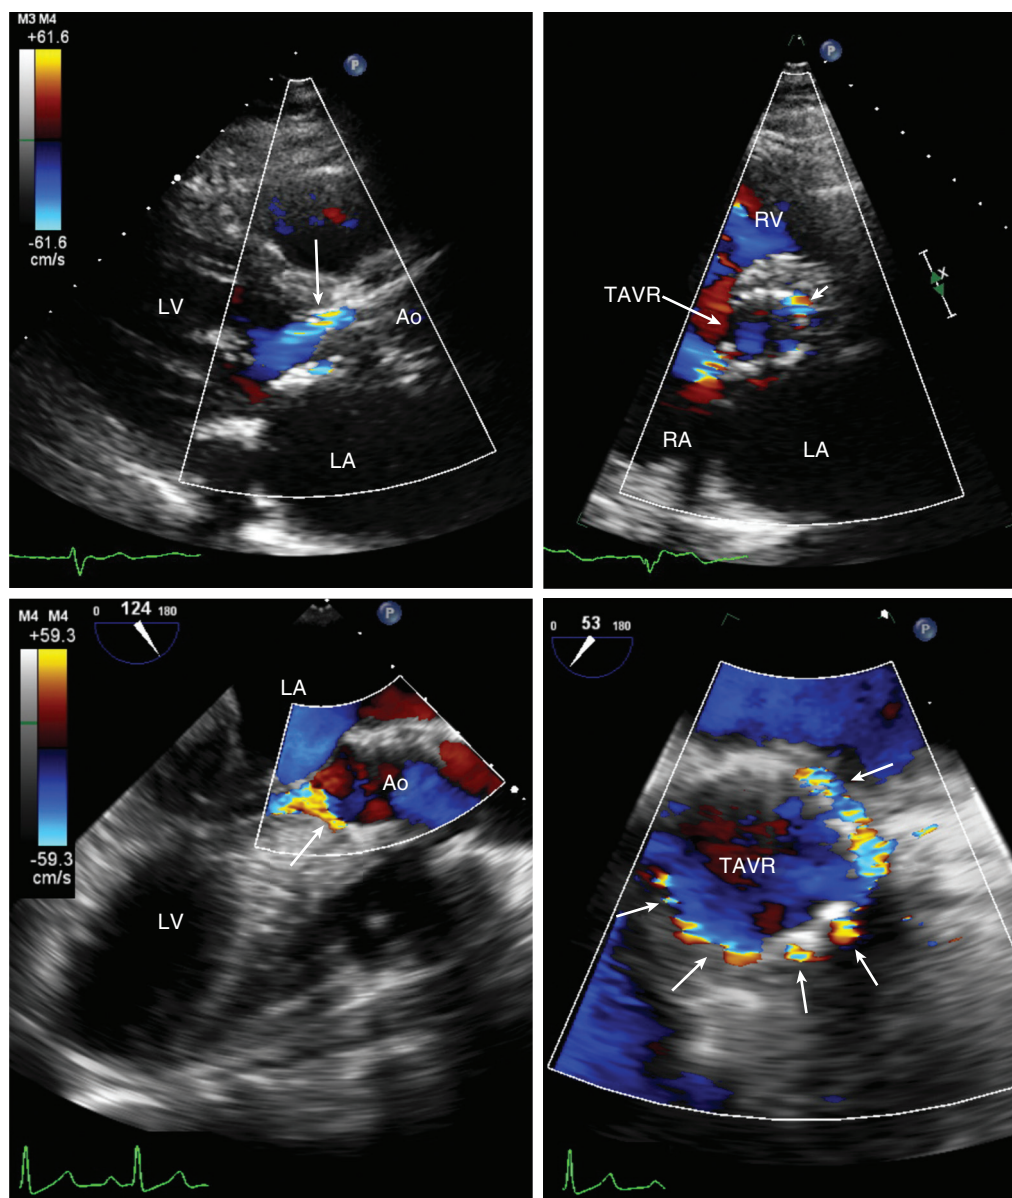 M3 M4
+61.6
-61.6
cm/s
P
LV
Ao
LA
P
RV
TAVR
RA
LA
x
M4 M4
+59.3
-59.3
cm/s
0 124 180
P
LA
Ao
LV
0 53 180
P
TAVR